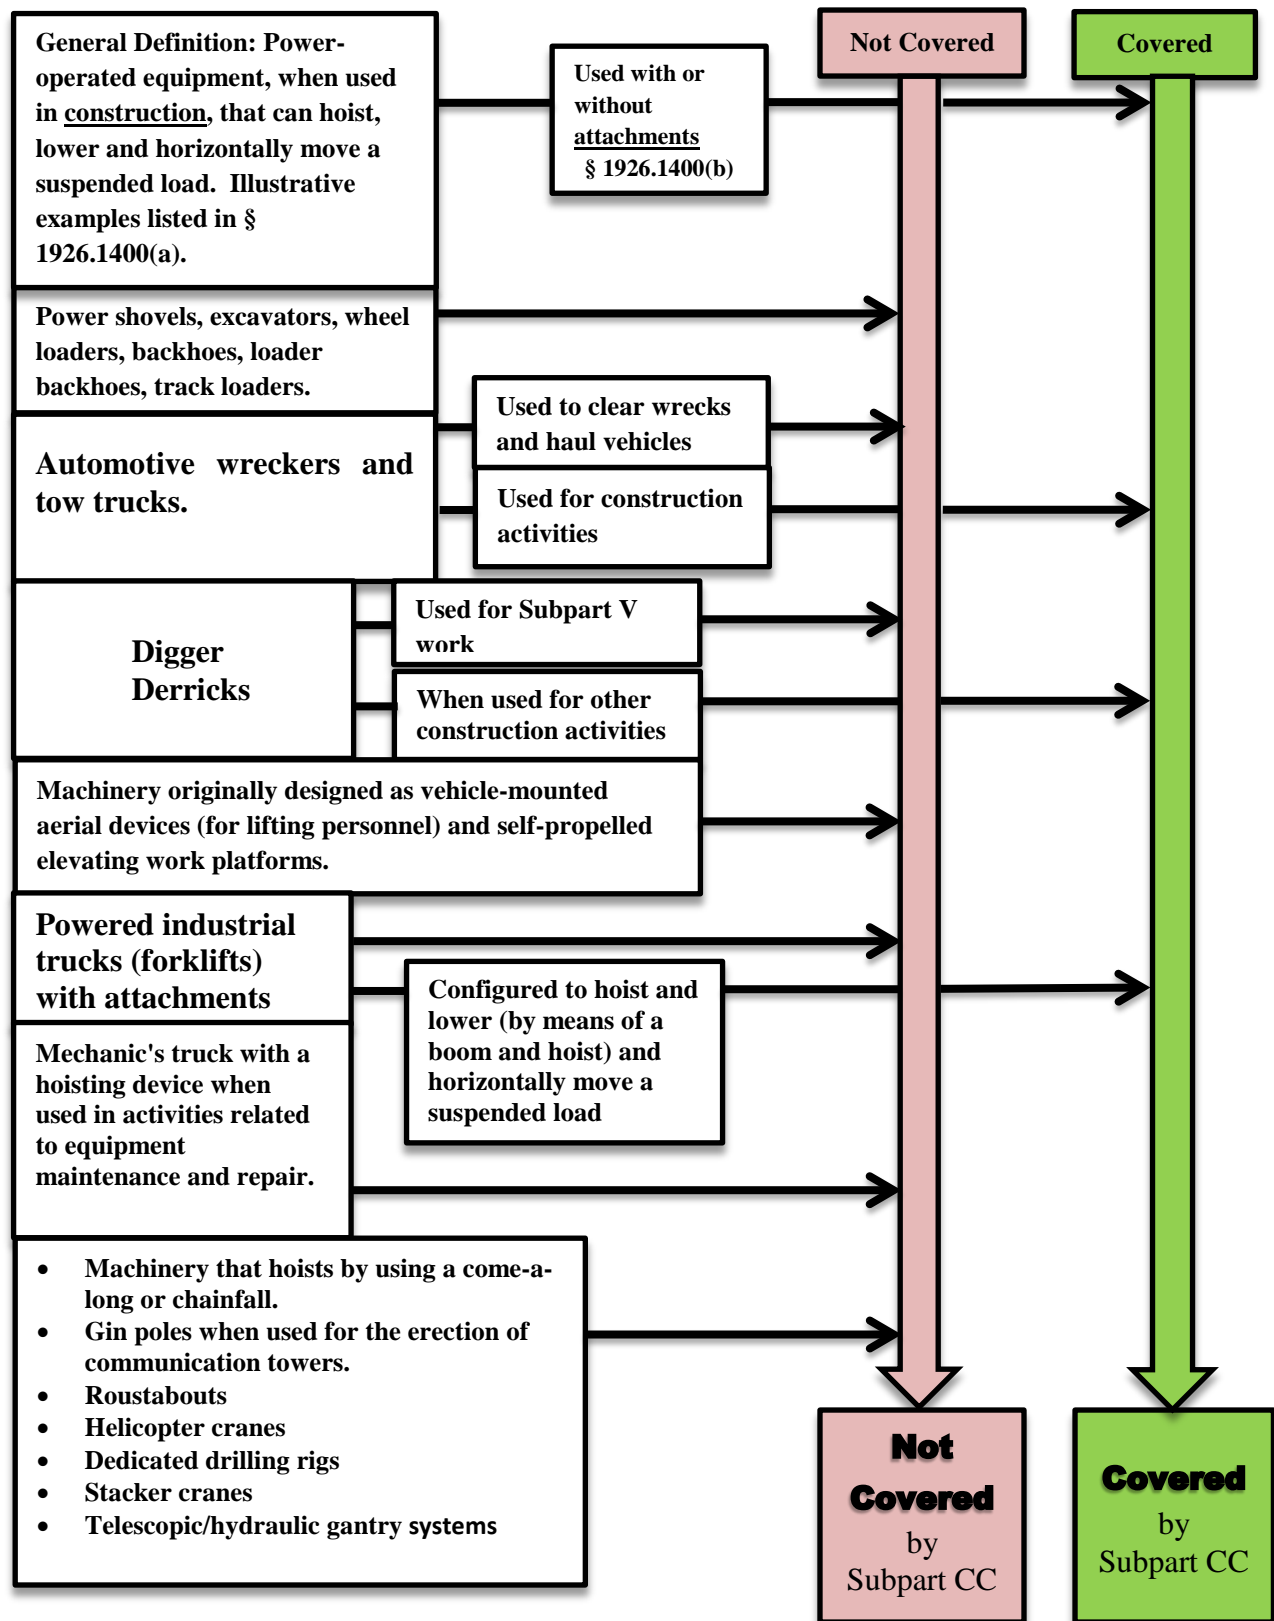 General Definition: Power-
operated equipment, when used
in construction, that can hoist,
lower and horizontally move a
suspended load.  Illustrative
examples listed in §
1926.1400(a).
Used with or
without
attachments
§ 1926.1400(b)
Not Covered
Covered
Power shovels, excavators, wheel
loaders, backhoes, loader
backhoes, track loaders.
Automotive wreckers and
tow trucks.
Used to clear wrecks
and haul vehicles
Used for construction
activities
Digger
Derricks
Used for Subpart V
work
When used for other
construction activities
Machinery originally designed as vehicle-mounted
aerial devices (for lifting personnel) and self-propelled
elevating work platforms.
Powered industrial
trucks (forklifts)
with attachments
Configured to hoist and
lower (by means of a
boom and hoist) and
horizontally move a
suspended load
Mechanic's truck with a
hoisting device when
used in activities related
to equipment
maintenance and repair.
• Machinery that hoists by using a come-a-
long or chainfall.
• Gin poles when used for the erection of
communication towers.
• Roustabouts
• Helicopter cranes
• Dedicated drilling rigs
• Stacker cranes
• Telescopic/hydraulic gantry systems
Not
Covered
by
Subpart CC
Covered
by
Subpart CC